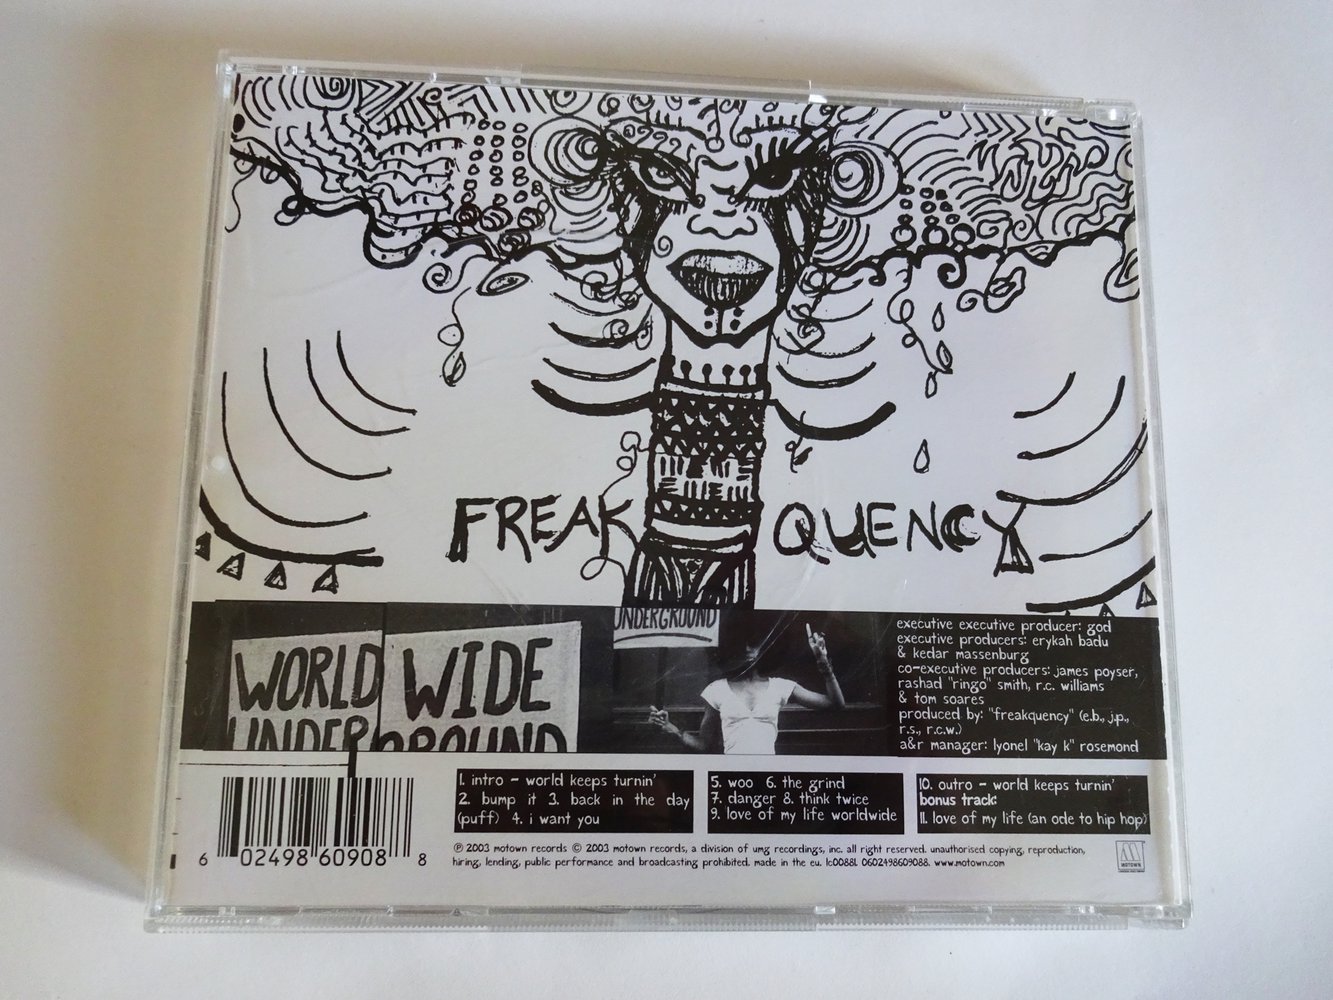 FREAK QUENCY
WORLD WIDE
UNDERGROUND
UNDERGROUND
executive executive producer: god
executive producers: erykah badu
& kedar massenburg
co-executive producers: james poyser,
rashad "ringo" smith, r.c. williams
& tom soares
produced by: "freakquency" (e.b., j.p.,
r.s., r.c.w.)
a&r manager: lyonel "kay k" rosemond
1. intro - world keeps turnin'
2. bump it 3. back in the day
(puff) 4. i want you
5. woo 6. the grind
7. danger 8. think twice
9. love of my life worldwide
10. outro - world keeps turnin'
bonus track:
11. love of my life (an ode to hip hop)
6 02498 60908 8
℗ 2003 motown records © 2003 motown records, a division of umg recordings, inc. all right reserved. unauthorised copying, reproduction,
hiring, lending, public performance and broadcasting prohibited. made in the eu. lc00881. 0602498609088. www.motown.com
M
MOTOWN